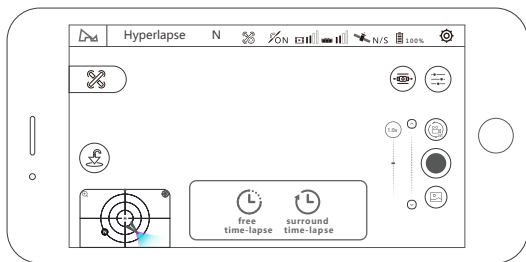 Hyperlapse N ON N/S 100%
1.0x
free time-lapse
surround time-lapse